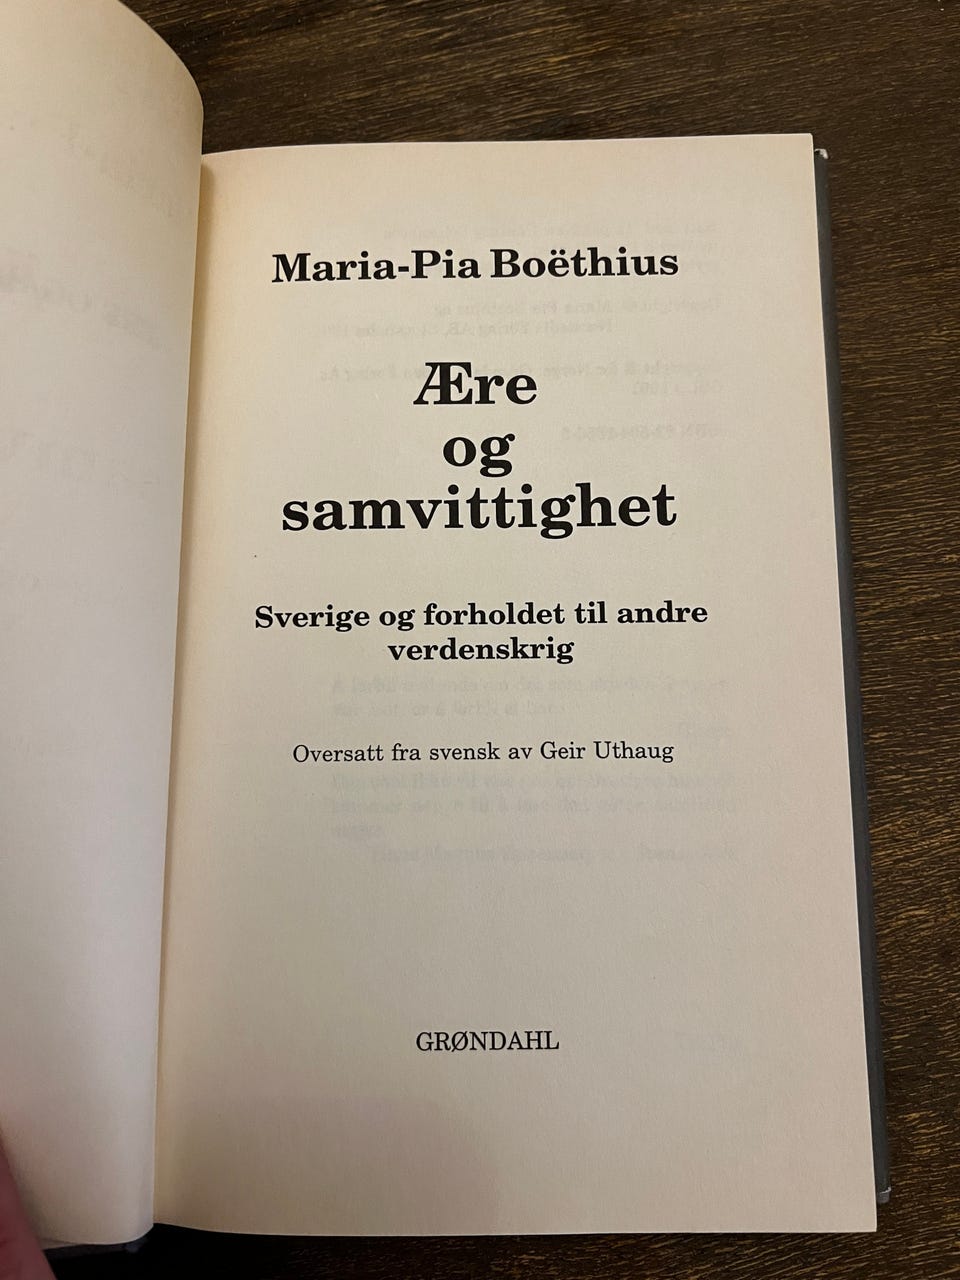 Maria-Pia Boëthius
Ære
og
samvittighet
Sverige og forholdet til andre
verdenskrig
Oversatt fra svensk av Geir Uthaug
GRØNDAHL